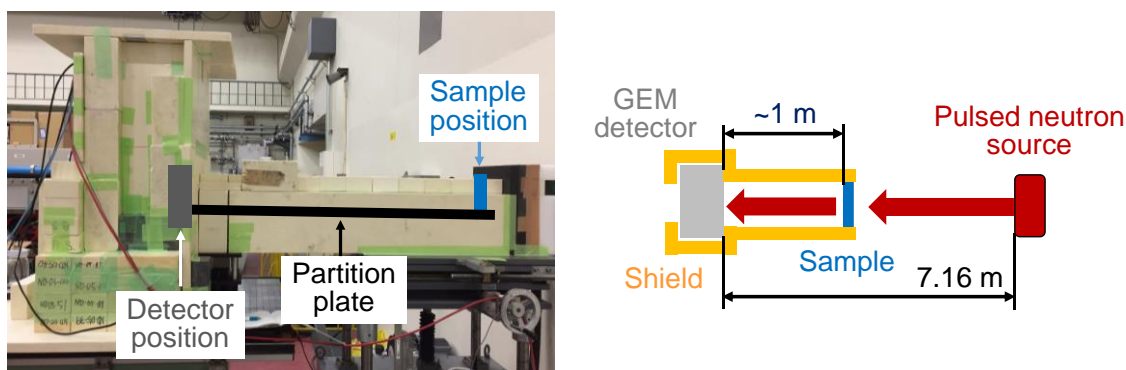 Sample
position
Partition
plate
Detector
position
GEM
detector
~1 m
Pulsed neutron
source
Shield
Sample
7.16 m